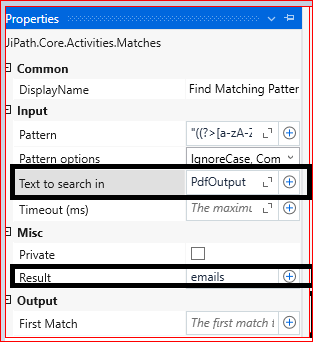 Properties
JiPath.Core.Activities.Matches
Common
DisplayName Find Matching Patter
Input
Pattern "((?>[a-zA-Z
Pattern options IgnoreCase, Com
Text to search in PdfOutput
Timeout (ms) The maximu
Misc
Private
Result emails
Output
First Match The first match t